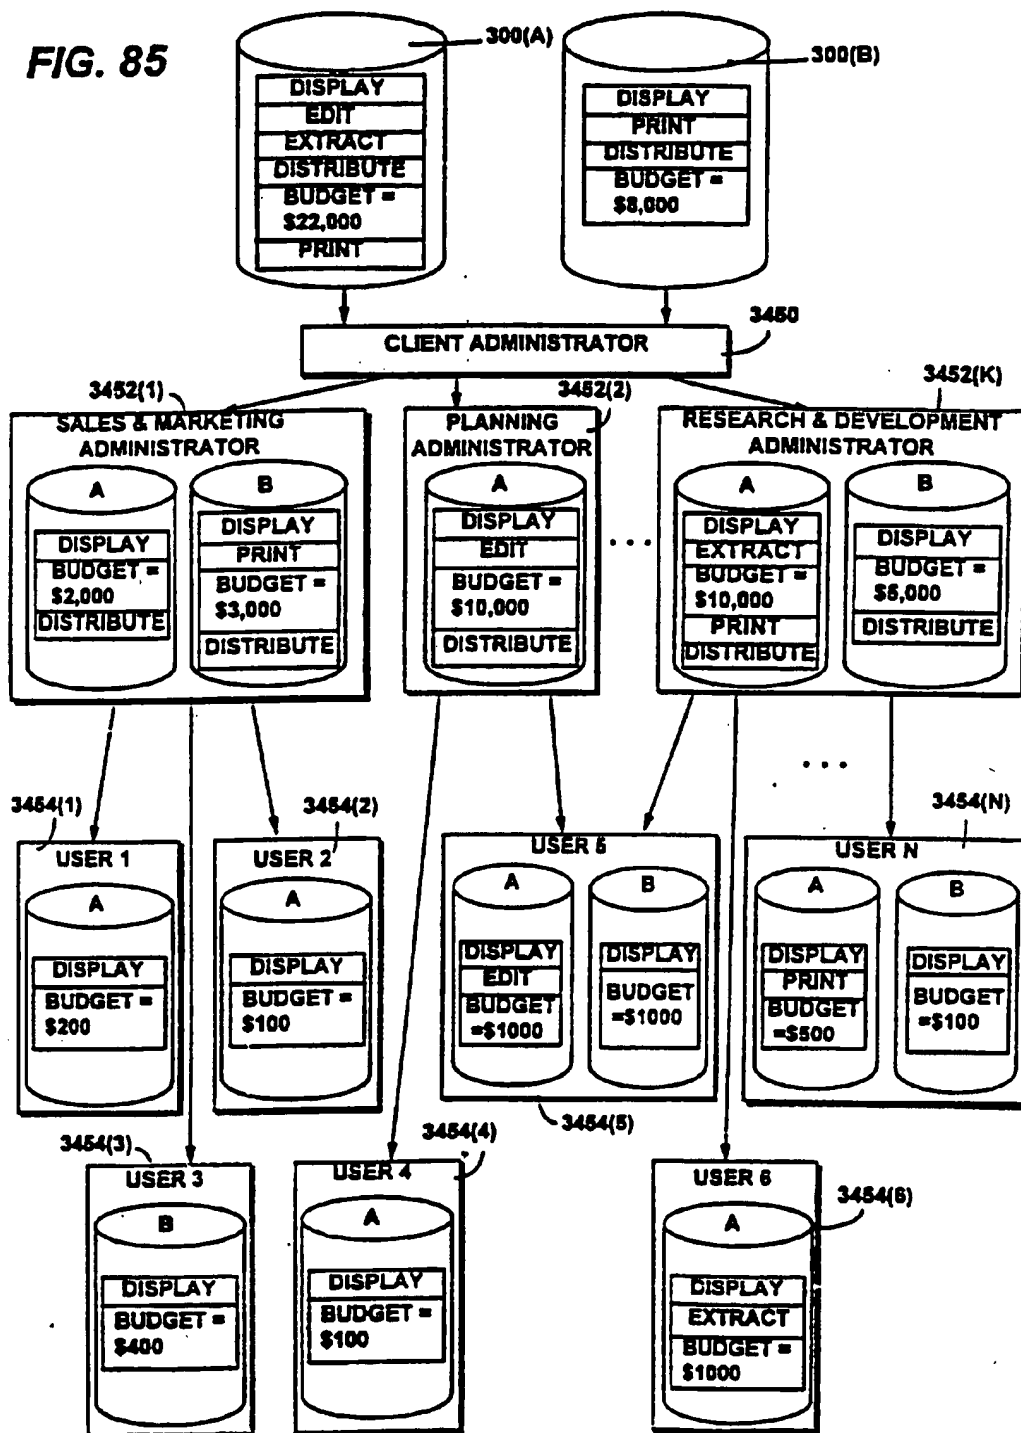 FIG. 85
300(A)
DISPLAY
EDIT
EXTRACT
DISTRIBUTE
BUDGET =
$22,000
PRINT
300(B)
DISPLAY
PRINT
DISTRIBUTE
BUDGET =
$8,000
3450
CLIENT ADMINISTRATOR
3452(1)
SALES & MARKETING
ADMINISTRATOR
A
DISPLAY
BUDGET =
$2,000
DISTRIBUTE
B
DISPLAY
PRINT
BUDGET =
$3,000
DISTRIBUTE
3452(2)
PLANNING
ADMINISTRATOR
A
DISPLAY
EDIT
BUDGET =
$10,000
DISTRIBUTE
. . .
3452(K)
RESEARCH & DEVELOPMENT
ADMINISTRATOR
A
DISPLAY
EXTRACT
BUDGET =
$10,000
PRINT
DISTRIBUTE
B
DISPLAY
BUDGET =
$5,000
DISTRIBUTE
. . .
3454(1)
USER 1
A
DISPLAY
BUDGET =
$200
3454(2)
USER 2
A
DISPLAY
BUDGET =
$100
USER 5
A
DISPLAY
EDIT
BUDGET
=$1000
B
DISPLAY
BUDGET
=$1000
3454(5)
3454(N)
USER N
A
DISPLAY
PRINT
BUDGET
=$500
B
DISPLAY
BUDGET
=$100
3454(3)
USER 3
B
DISPLAY
BUDGET =
$400
3454(4)
USER 4
A
DISPLAY
BUDGET =
$100
USER 6
3454(6)
A
DISPLAY
EXTRACT
BUDGET =
$1000